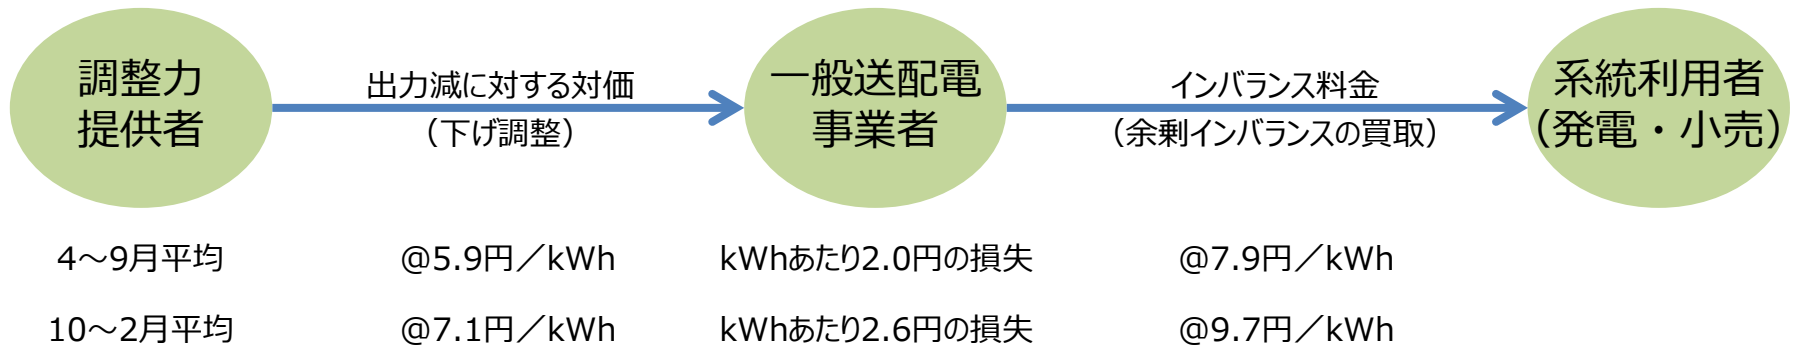 調整力
提供者
出力減に対する対価
（下げ調整）
一般送配電
事業者
インバランス料金
（余剰インバランスの買取）
系統利用者
（発電・小売）
4～9月平均 @5.9円／kWh kWhあたり2.0円の損失 @7.9円／kWh
10～2月平均 @7.1円／kWh kWhあたり2.6円の損失 @9.7円／kWh